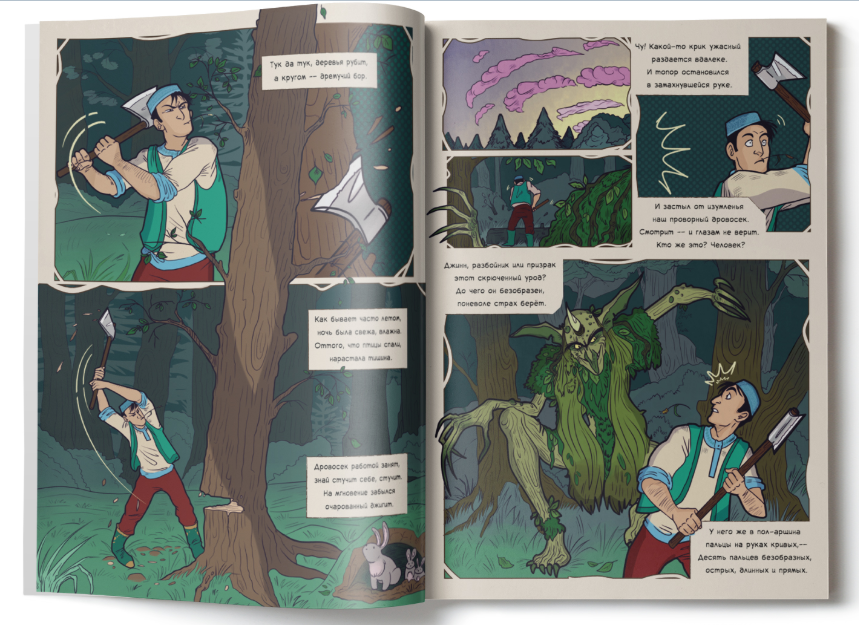 Тук да тук, деревья рубит,
а кругом -- дремучий бор.
Как бывает часто летом,
ночь была свежа, влажна.
Оттого, что птицы спали,
нарастала тишина.
Дровосек работой занят,
знай стучит себе, стучит.
На мгновение забылся
очарованный джигит.
Чу! Какой-то крик ужасный
раздается вдалеке.
И топор остановился
в замахнувшейся руке.
И застыл от изумленья
наш проворный дровосек.
Смотрит -- и глазам не верит.
Кто же это? Человек?
Джинн, разбойник или призрак
этот скрюченный урод?
До чего он безобразен,
поневоле страх берёт.
У него же в пол-аршина
пальцы на руках кривых,--
Десять пальцев безобразных,
острых, длинных и прямых.